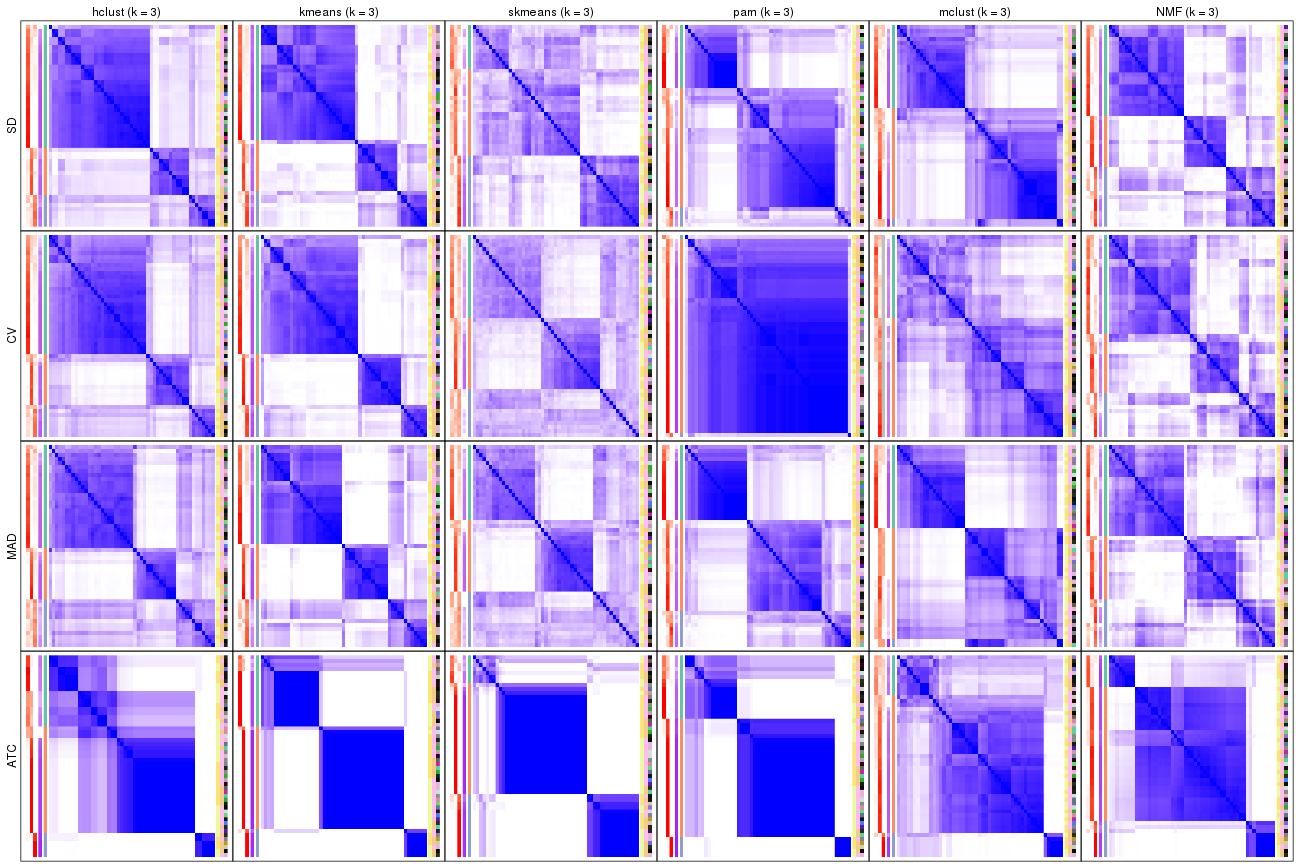 hclust (k = 3) kmeans (k = 3) skmeans (k = 3) pam (k = 3) mclust (k = 3) NMF (k = 3)
SD
CV
MAD
ATC